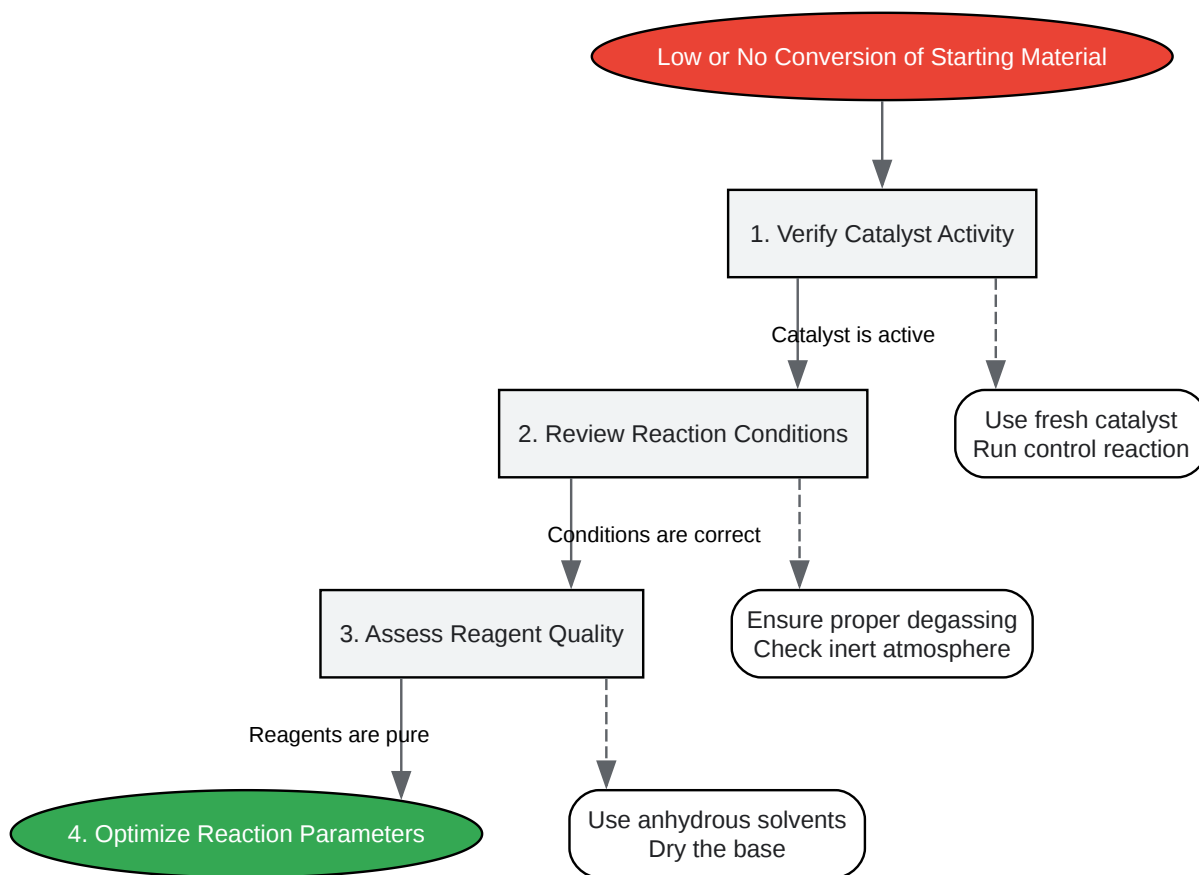 Low or No Conversion of Starting Material
1. Verify Catalyst Activity
Catalyst is active
Use fresh catalyst
Run control reaction
2. Review Reaction Conditions
Conditions are correct
Ensure proper degassing
Check inert atmosphere
3. Assess Reagent Quality
Reagents are pure
Use anhydrous solvents
Dry the base
4. Optimize Reaction Parameters